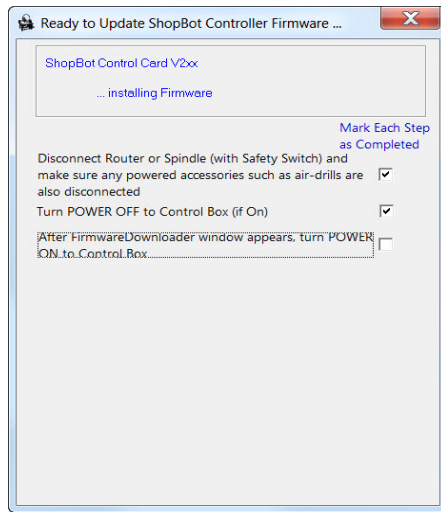 Ready to Update ShopBot Controller Firmware ...
ShopBot Control Card V2xx
... installing Firmware
Mark Each Step
as Completed
Disconnect Router or Spindle (with Safety Switch) and
make sure any powered accessories such as air-drills are
also disconnected
Turn POWER OFF to Control Box (if On)
After FirmwareDownloader window appears, turn POWER
ON to Control Box